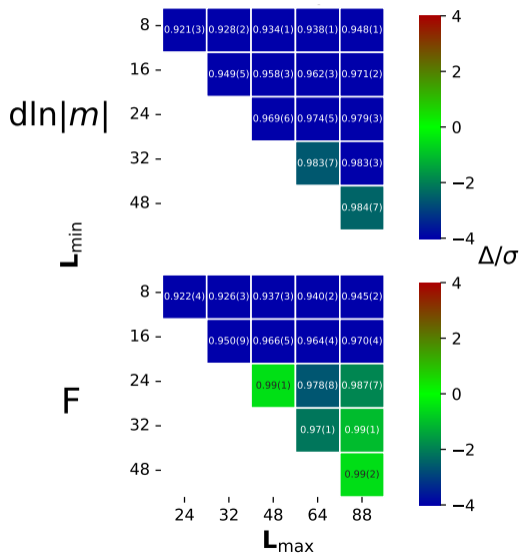 dln|m|
L_min
8 0.921(3) 0.928(2) 0.934(1) 0.938(1) 0.948(1)
16 0.949(5) 0.958(3) 0.962(3) 0.971(2)
24 0.969(6) 0.974(5) 0.979(3)
32 0.983(7) 0.983(3)
48 0.984(7)
4
2
0
−2
−4
Δ/σ
F
8 0.922(4) 0.926(3) 0.937(3) 0.940(2) 0.945(2)
16 0.950(9) 0.966(5) 0.964(4) 0.970(4)
24 0.99(1) 0.978(8) 0.987(7)
32 0.97(1) 0.99(1)
48 0.99(2)
24 32 48 64 88
L_max
4
2
0
−2
−4